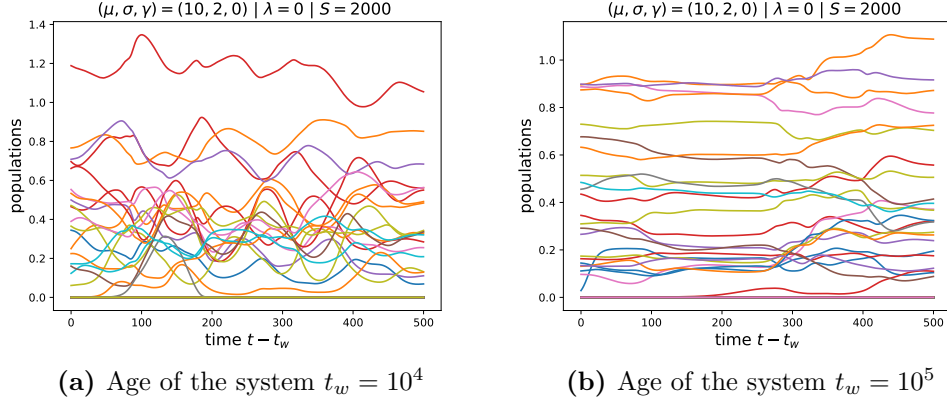 (μ, σ, γ) = (10, 2, 0) | λ = 0 | S = 2000
1.4
1.2
1.0
0.8
0.6
0.4
0.2
0.0
populations
0 100 200 300 400 500
time t − t_w
(a) Age of the system t_w = 10^4
(μ, σ, γ) = (10, 2, 0) | λ = 0 | S = 2000
1.0
0.8
0.6
0.4
0.2
0.0
populations
0 100 200 300 400 500
time t − t_w
(b) Age of the system t_w = 10^5